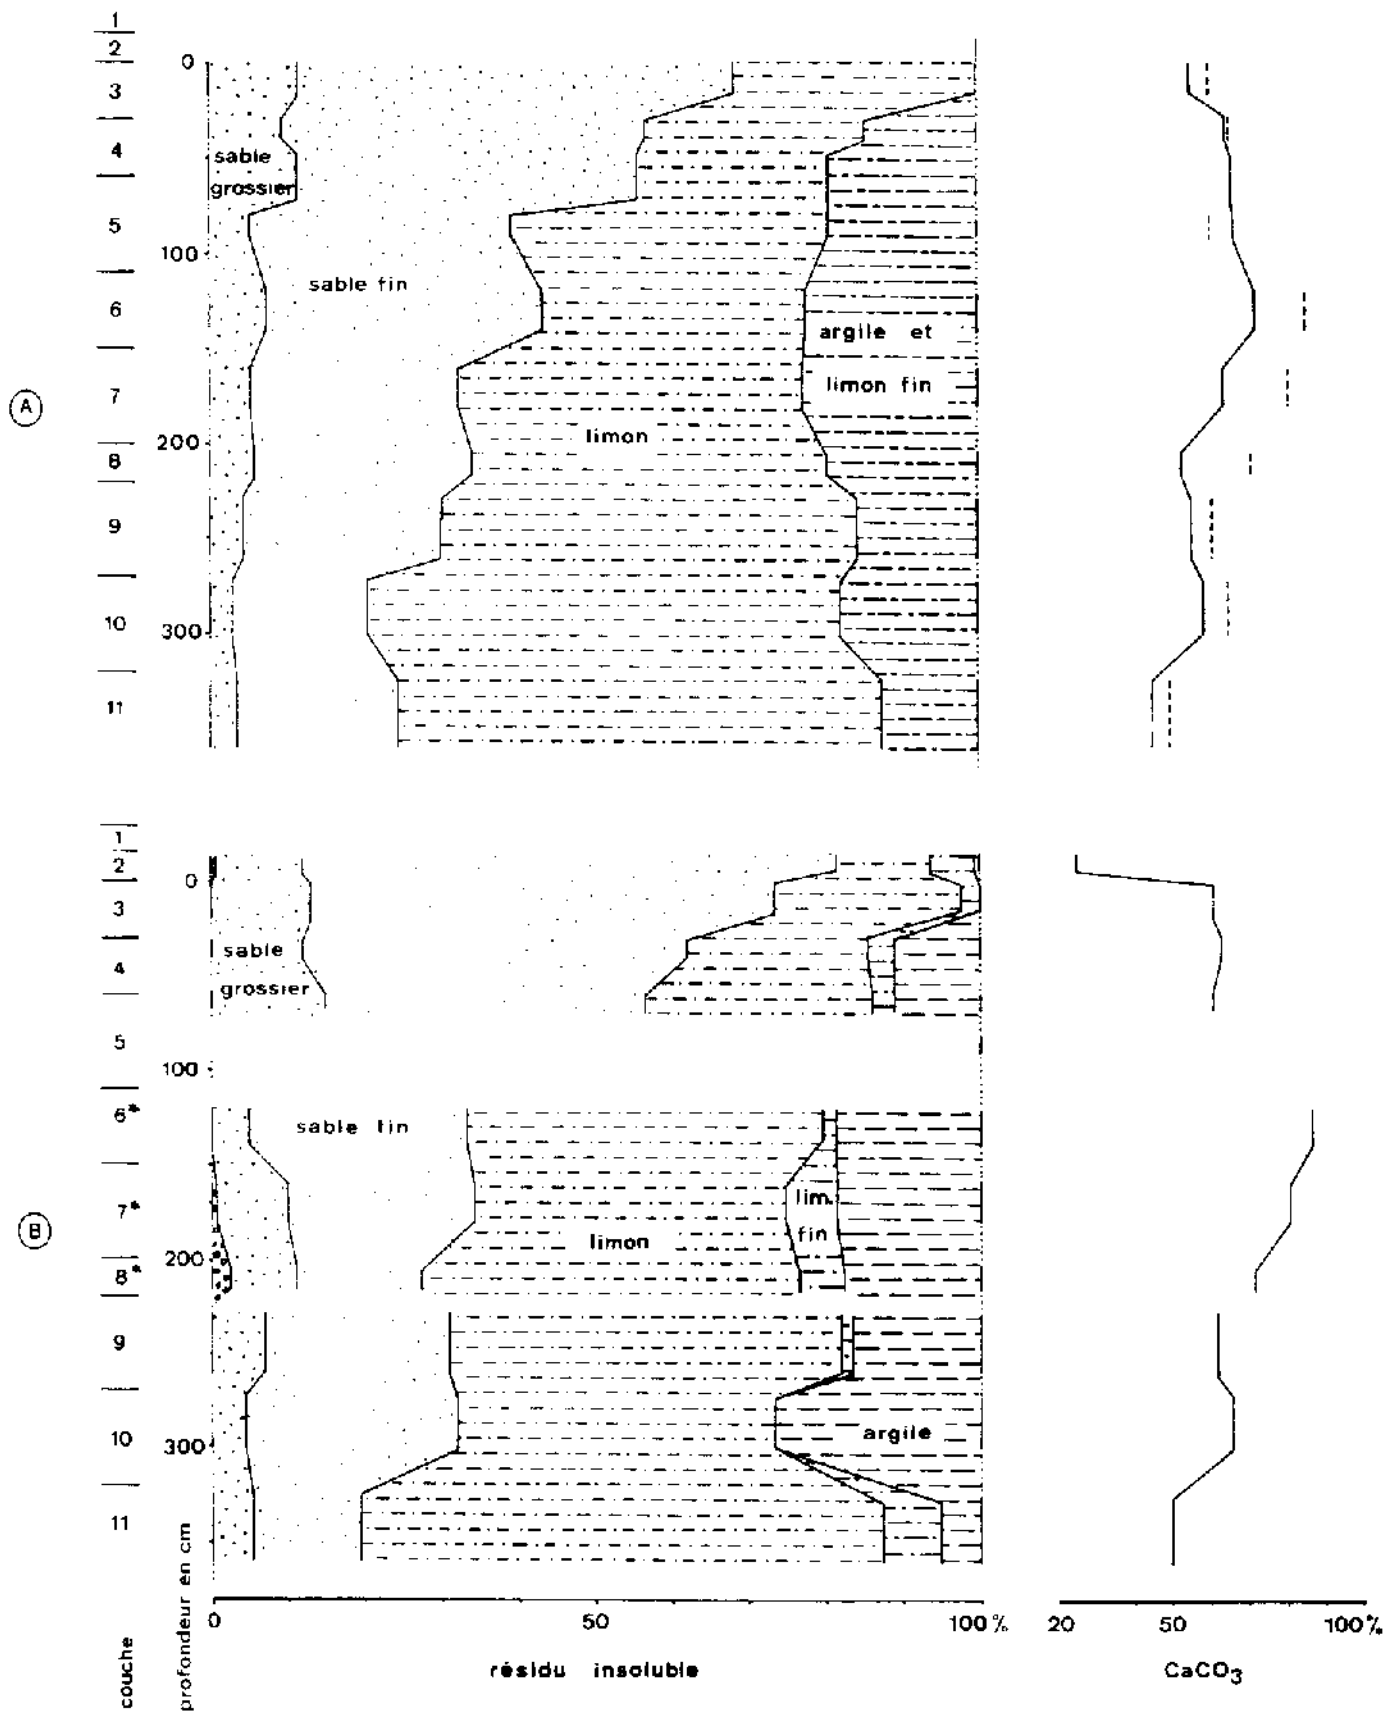 1
2
0
3
4
sable
grossier
5
100
sable fin
6
argile et
A
7
limon fin
limon
200
8
9
10
300
11
1
2
0
3
sable
4
grossier
5
100
6*
sable fin
lim.
7*
B
fin
limon
200
8*
9
argile
10
300
11
profondeur en cm
couche
0
50
100%
résidu insoluble
20
50
100%
CaCO3